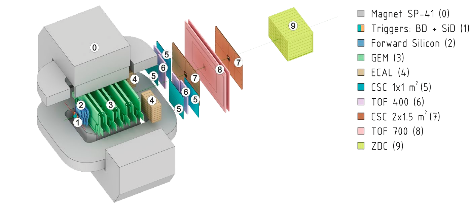 Magnet SP-41 (0)
Triggers BD + SiD (1)
Forward Silicon (2)
GEM (3)
ECAL (4)
CSC 1x1 m² (5)
TOF 400 (6)
CSC 2x1.5 m² (7)
TOF 700 (8)
ZDC (9)
0
9
4
5
6
7
8
7
5
6
5
2
3
4
1